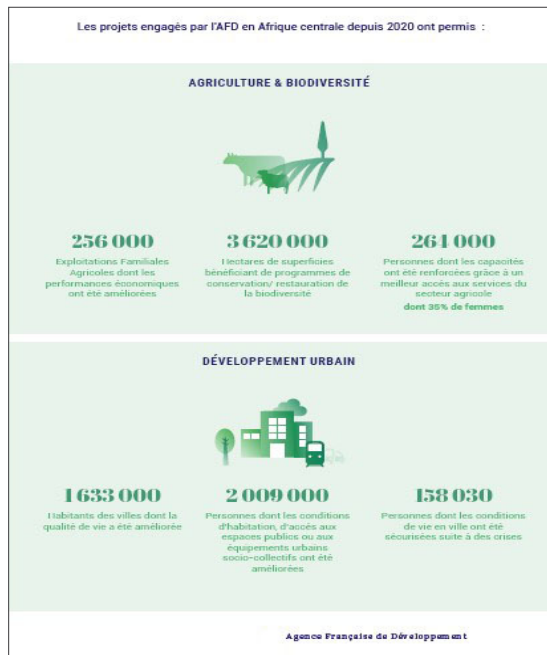 Les projets engagés par l'AFD en Afrique centrale depuis 2020 ont permis :
AGRICULTURE & BIODIVERSITÉ
256 000
Exploitations Familiales
Agricoles dont les
performances économiques
ont été améliorées
3 620 000
Hectares de superficies
bénéficiant de programmes de
conservation/ restauration de
la biodiversité
264 000
Personnes dont les capacités
ont été renforcées grâce à un
meilleur accès aux services du
secteur agricole
dont 35% de femmes
DÉVELOPPEMENT URBAIN
1 633 000
Habitants des villes dont la
qualité de vie a été améliorée
2 009 000
Personnes dont les conditions
d'habitation, d'accés aux
espaces publics ou aux
équipements urbains
socio-collectifs ont été
améliorées
158 030
Personnes dont les conditions
de vie en ville ont été
sécurisées suite à des crises
Agence Française de Développement